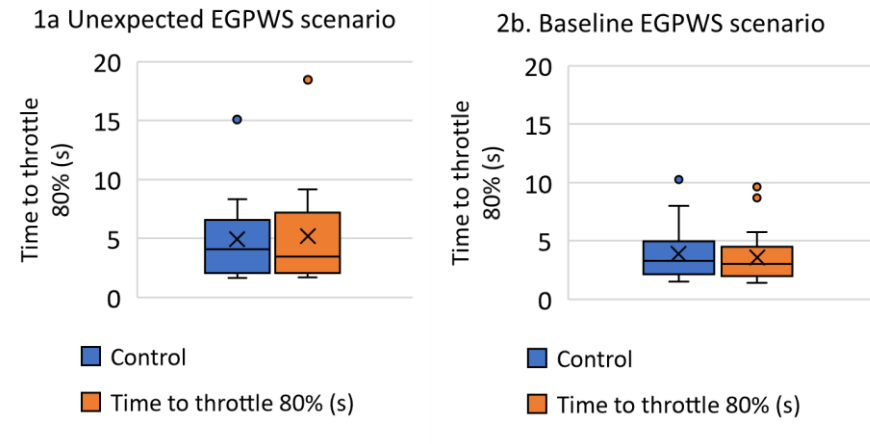 1a Unexpected EGPWS scenario
Time to throttle
80% (s)
20
15
10
5
0
Control
Time to throttle 80% (s)
2b. Baseline EGPWS scenario
Time to throttle
80% (s)
20
15
10
5
0
Control
Time to throttle 80% (s)